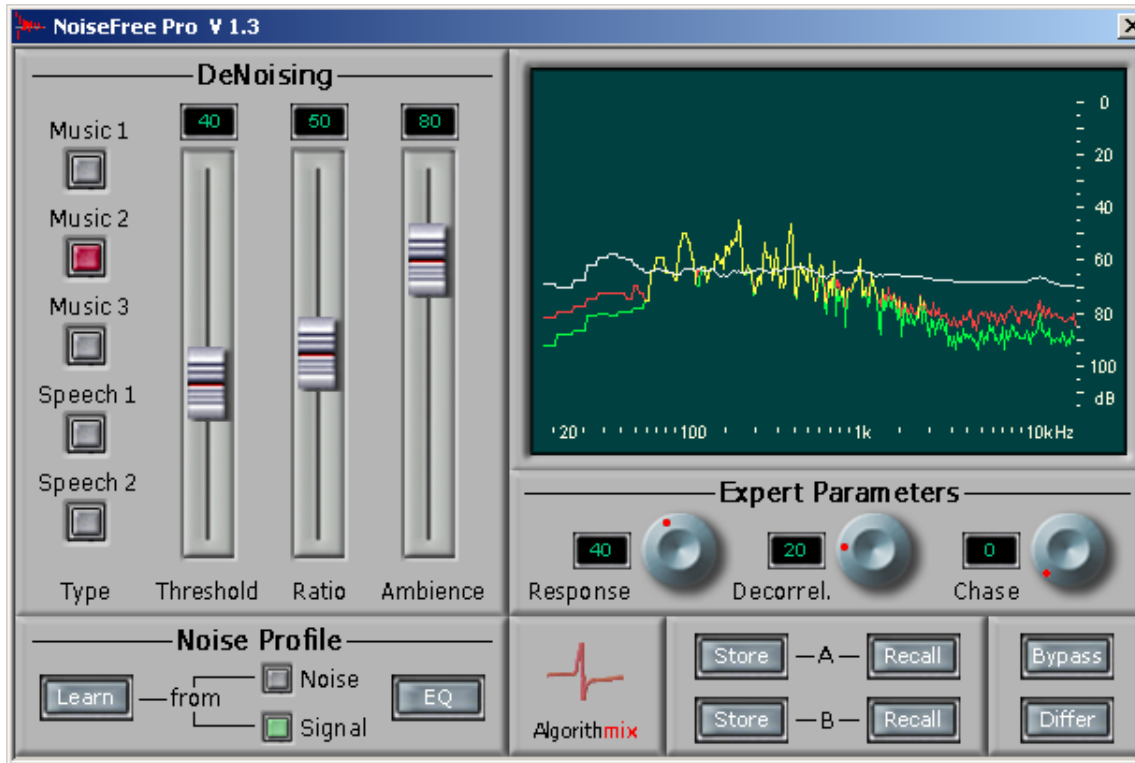 NoiseFree Pro V 1.3
DeNoising
Music 1
Music 2
Music 3
Speech 1
Speech 2
Type
40
50
80
Threshold
Ratio
Ambience
0
20
40
60
80
100
dB
20 100 1k 10kHz
Expert Parameters
40
Response
20
Decorrel.
0
Chase
Noise Profile
Learn
from
Noise
Signal
EQ
Algorithmix
Store A Recall
Store B Recall
Bypass
Differ